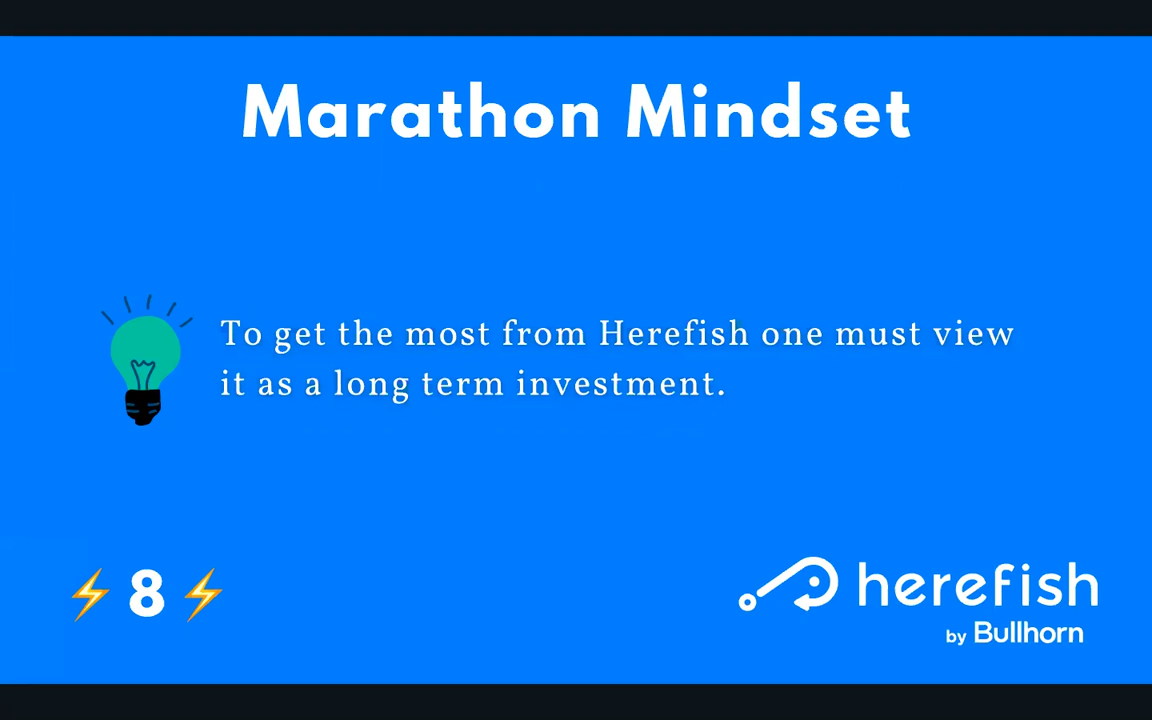 Marathon Mindset
To get the most from Herefish one must view
it as a long term investment.
⚡ 8 ⚡
herefish
by Bullhorn